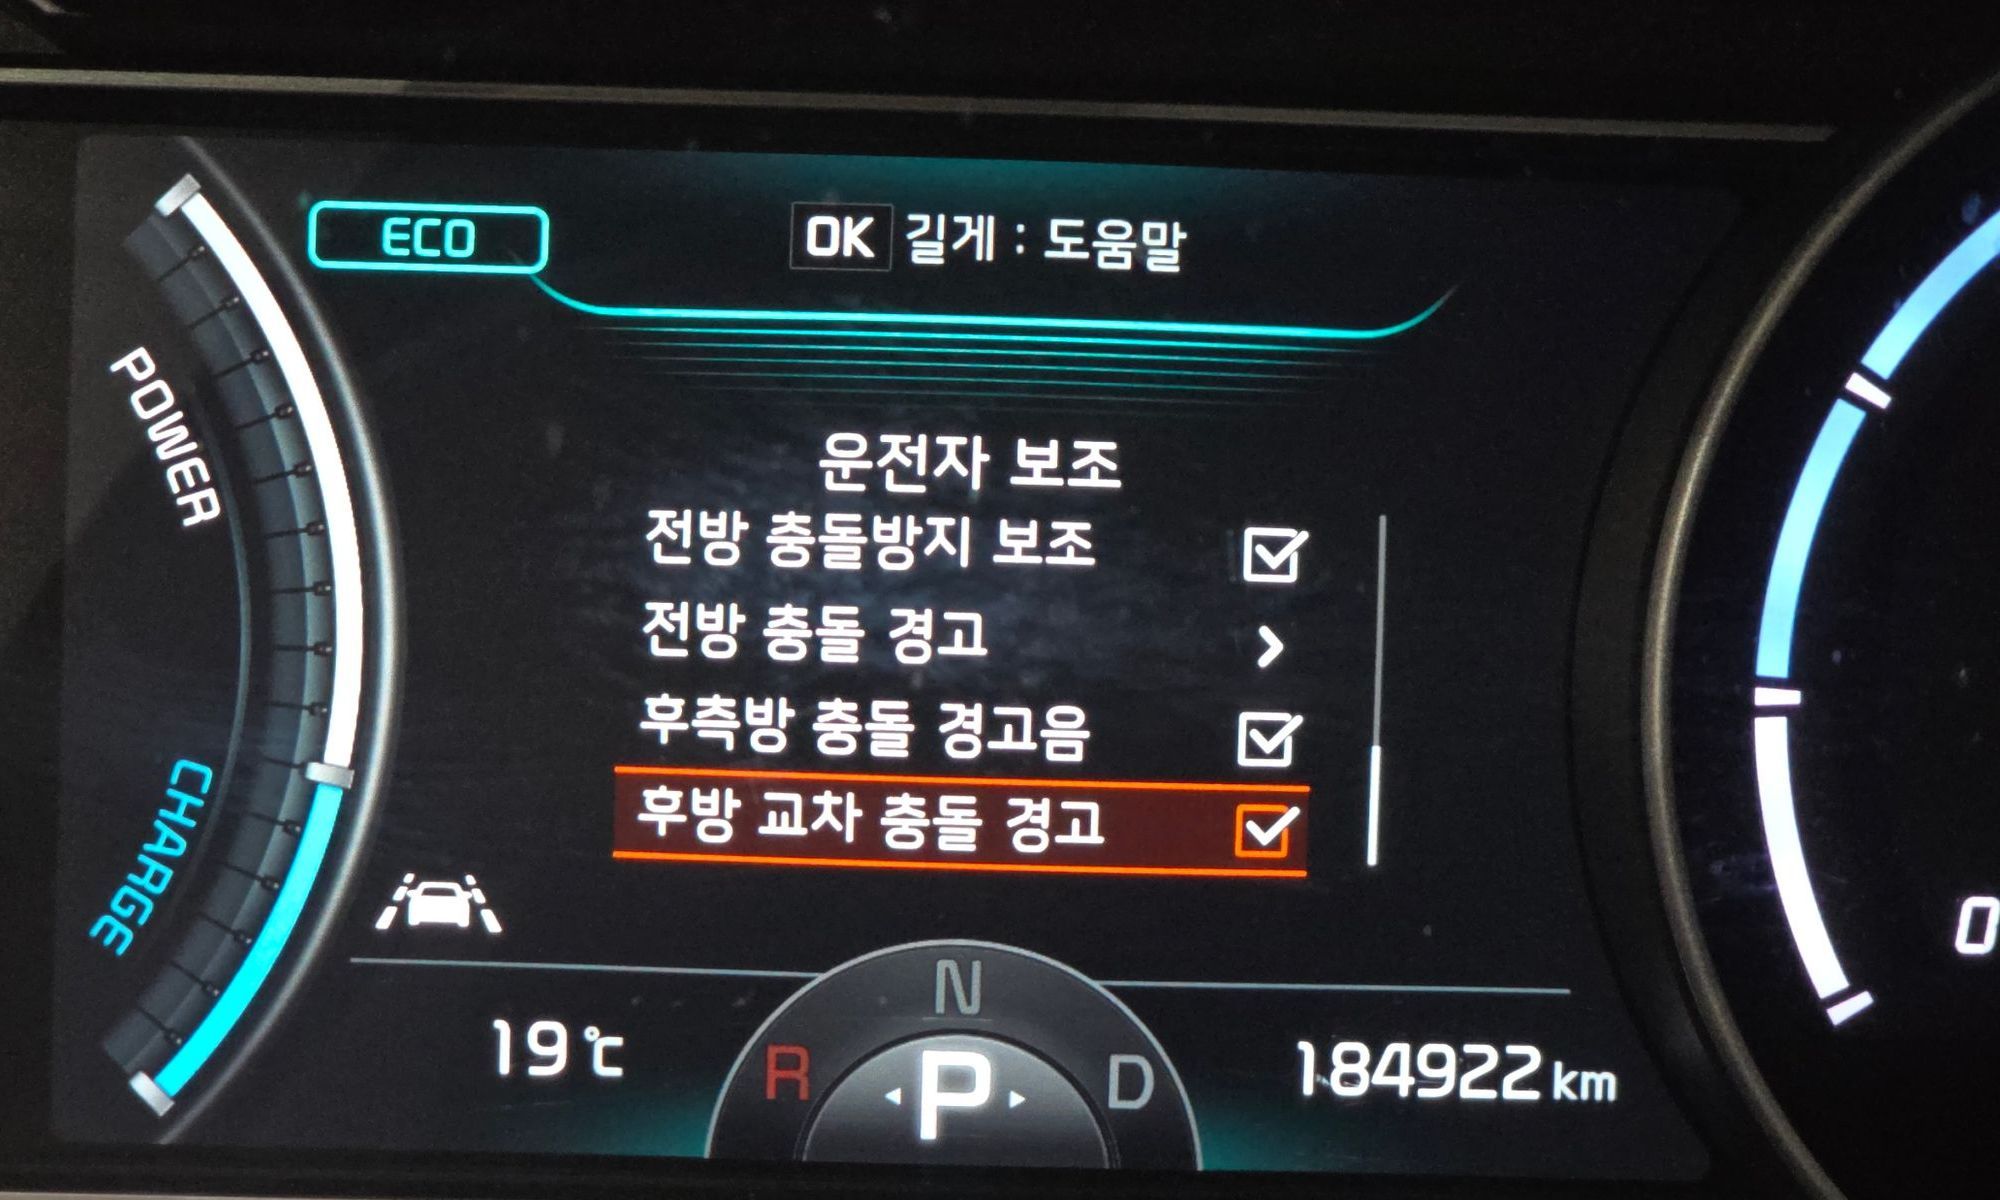 ECO
OK 길게 : 도움말
POWER
CHARGE
운전자 보조
전방 충돌방지 보조
전방 충돌 경고
후측방 충돌 경고음
후방 교차 충돌 경고
N
R
P
D
19℃
184922 km
0